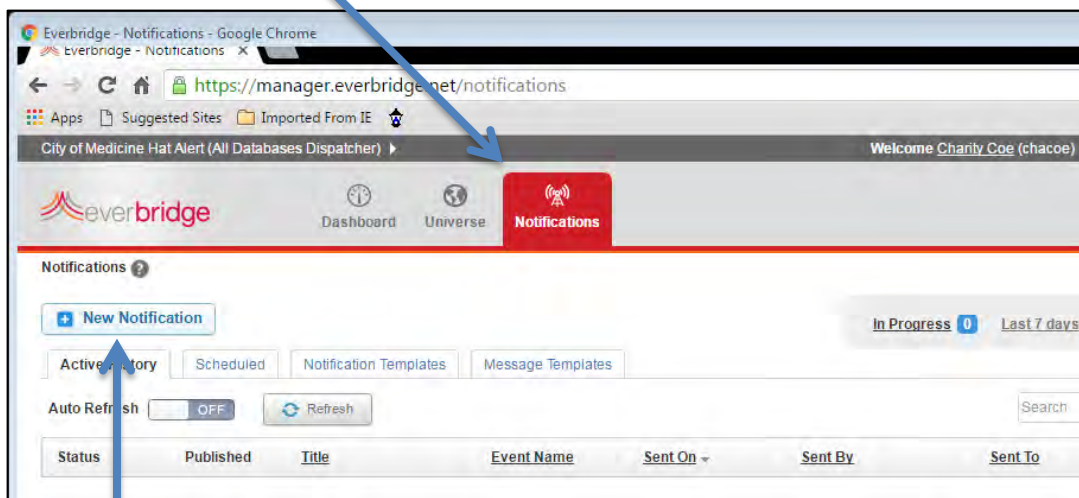 Everbridge - Notifications - Google Chrome
Everbridge - Notifications ×
https://manager.everbridge.net/notifications
Apps Suggested Sites Imported From IE
City of Medicine Hat Alert (All Databases Dispatcher) Welcome Charity Coe (chacoe)
everbridge Dashboard Universe Notifications
Notifications ?
New Notification In Progress 0 Last 7 days
Active History Scheduled Notification Templates Message Templates
Auto Refresh OFF Refresh Search
Status Published Title Event Name Sent On Sent By Sent To